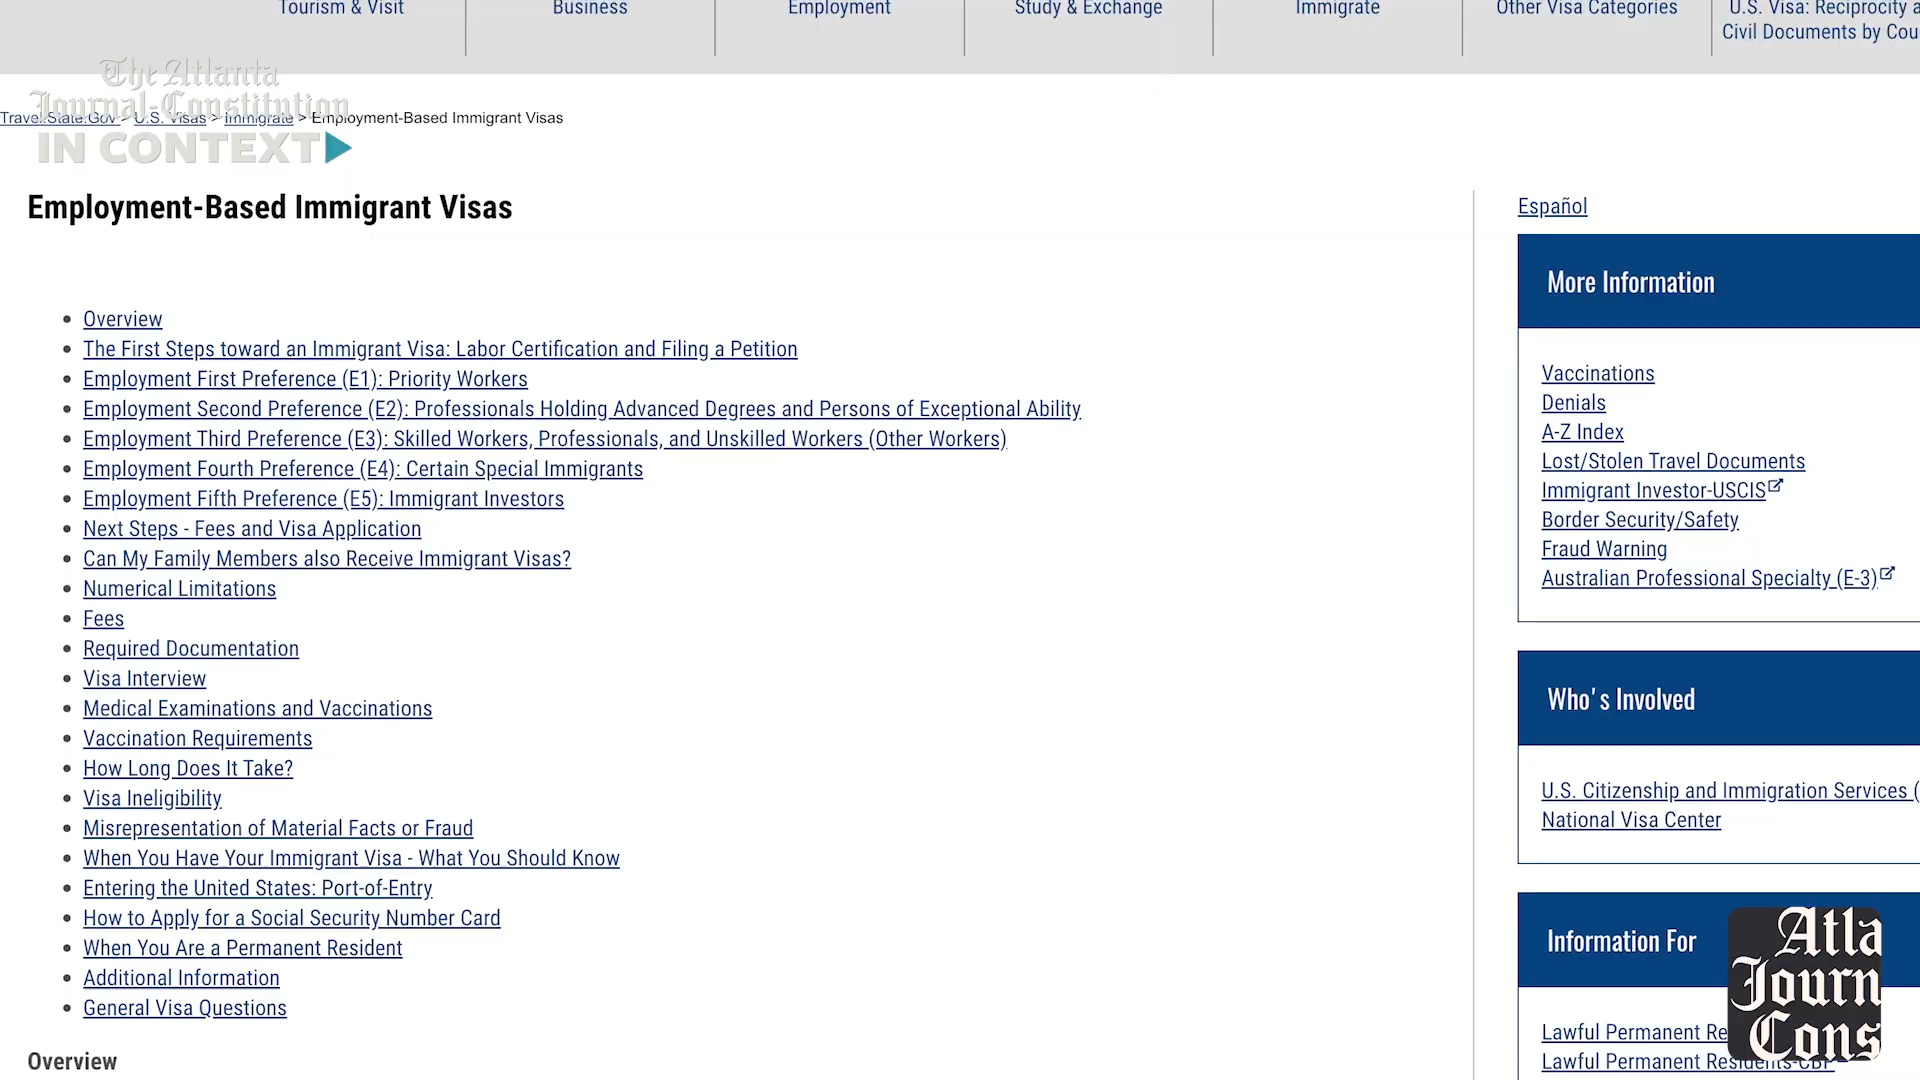 Tourism & Visit
Business
Employment
Study & Exchange
Immigrate
Other Visa Categories
U.S. Visa: Reciprocity
Civil Documents by
The Atlanta
Journal-Constitution
IN CONTEXT
Travel.State.Gov > U.S. Visas > Immigrate > Employment-Based Immigrant Visas
Employment-Based Immigrant Visas
Overview
The First Steps toward an Immigrant Visa: Labor Certification and Filing a Petition
Employment First Preference (E1): Priority Workers
Employment Second Preference (E2): Professionals Holding Advanced Degrees and Persons of Exceptional Ability
Employment Third Preference (E3): Skilled Workers, Professionals, and Unskilled Workers (Other Workers)
Employment Fourth Preference (E4): Certain Special Immigrants
Employment Fifth Preference (E5): Immigrant Investors
Next Steps - Fees and Visa Application
Can My Family Members also Receive Immigrant Visas?
Numerical Limitations
Fees
Required Documentation
Visa Interview
Medical Examinations and Vaccinations
Vaccination Requirements
How Long Does It Take?
Visa Ineligibility
Misrepresentation of Material Facts or Fraud
When You Have Your Immigrant Visa - What You Should Know
Entering the United States: Port-of-Entry
How to Apply for a Social Security Number Card
When You Are a Permanent Resident
Additional Information
General Visa Questions
Overview
Español
More Information
Vaccinations
Denials
A-Z Index
Lost/Stolen Travel Documents
Immigrant Investor-USCIS
Border Security/Safety
Fraud Warning
Australian Professional Specialty (E-3)
Who's Involved
U.S. Citizenship and Immigration Services (
National Visa Center
Information For
Lawful Permanent Re
Lawful Permanent Residents-CBP
Atla
Journ
Cons